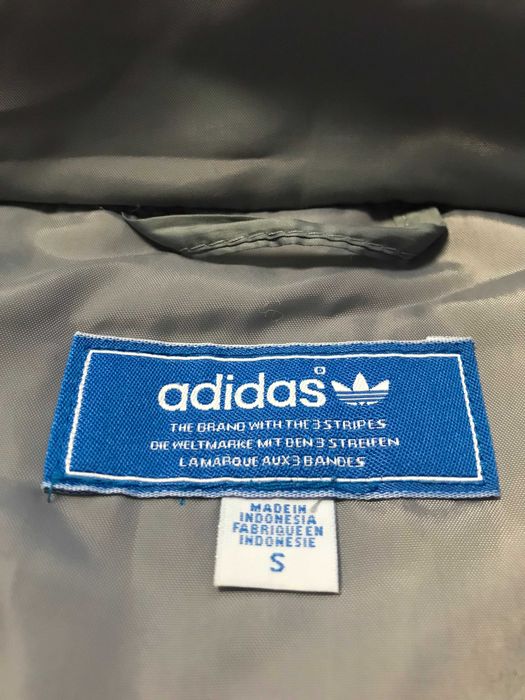 adidas®
THE BRAND WITH THE 3 STRIPES
DIE WELTMARKE MIT DEN 3 STREIFEN
LA MARQUE AUX 3 BANDES
MADE IN
INDONESIA
FABRIQUE EN
INDONESIE
S